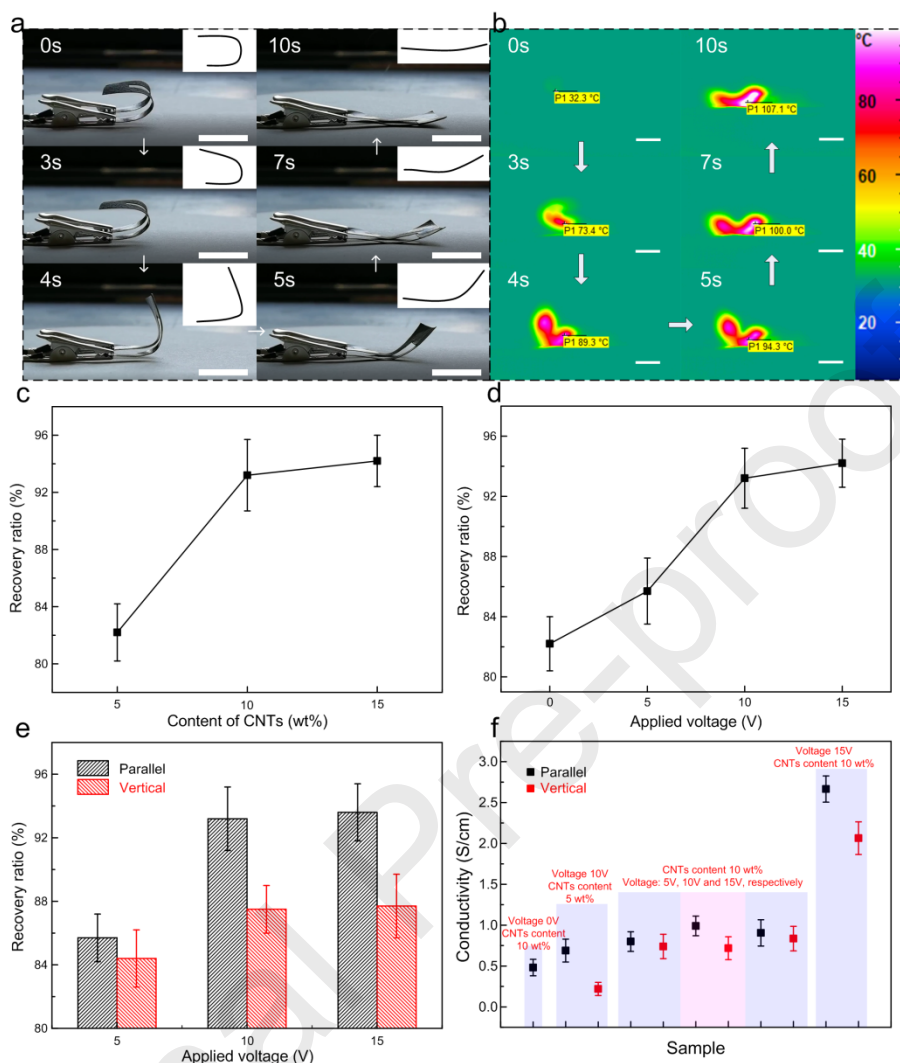 a
0s
10s
3s
7s
4s
5s
b
0s
10s
P1 32.3 °C
P1 107.1 °C
3s
7s
P1 73.4 °C
P1 100.0 °C
4s
5s
P1 89.3 °C
P1 94.3 °C
°C
80
60
40
20
c
Recovery ratio (%)
96
92
88
84
80
5
10
15
Content of CNTs (wt%)
d
Recovery ratio (%)
96
92
88
84
80
0
5
10
15
Applied voltage (V)
e
Recovery ratio (%)
96
92
88
84
80
Parallel
Vertical
5
10
15
Applied voltage (V)
f
Conductivity (S/cm)
3.0
2.5
2.0
1.5
1.0
0.5
0.0
Parallel
Vertical
Voltage 0V
CNTs content
10 wt%
Voltage 10V
CNTs content
5 wt%
CNTs content 10 wt%
Voltage: 5V, 10V and 15V, respectively
Voltage 15V
CNTs content 10 wt%
Sample
al Pre-proo